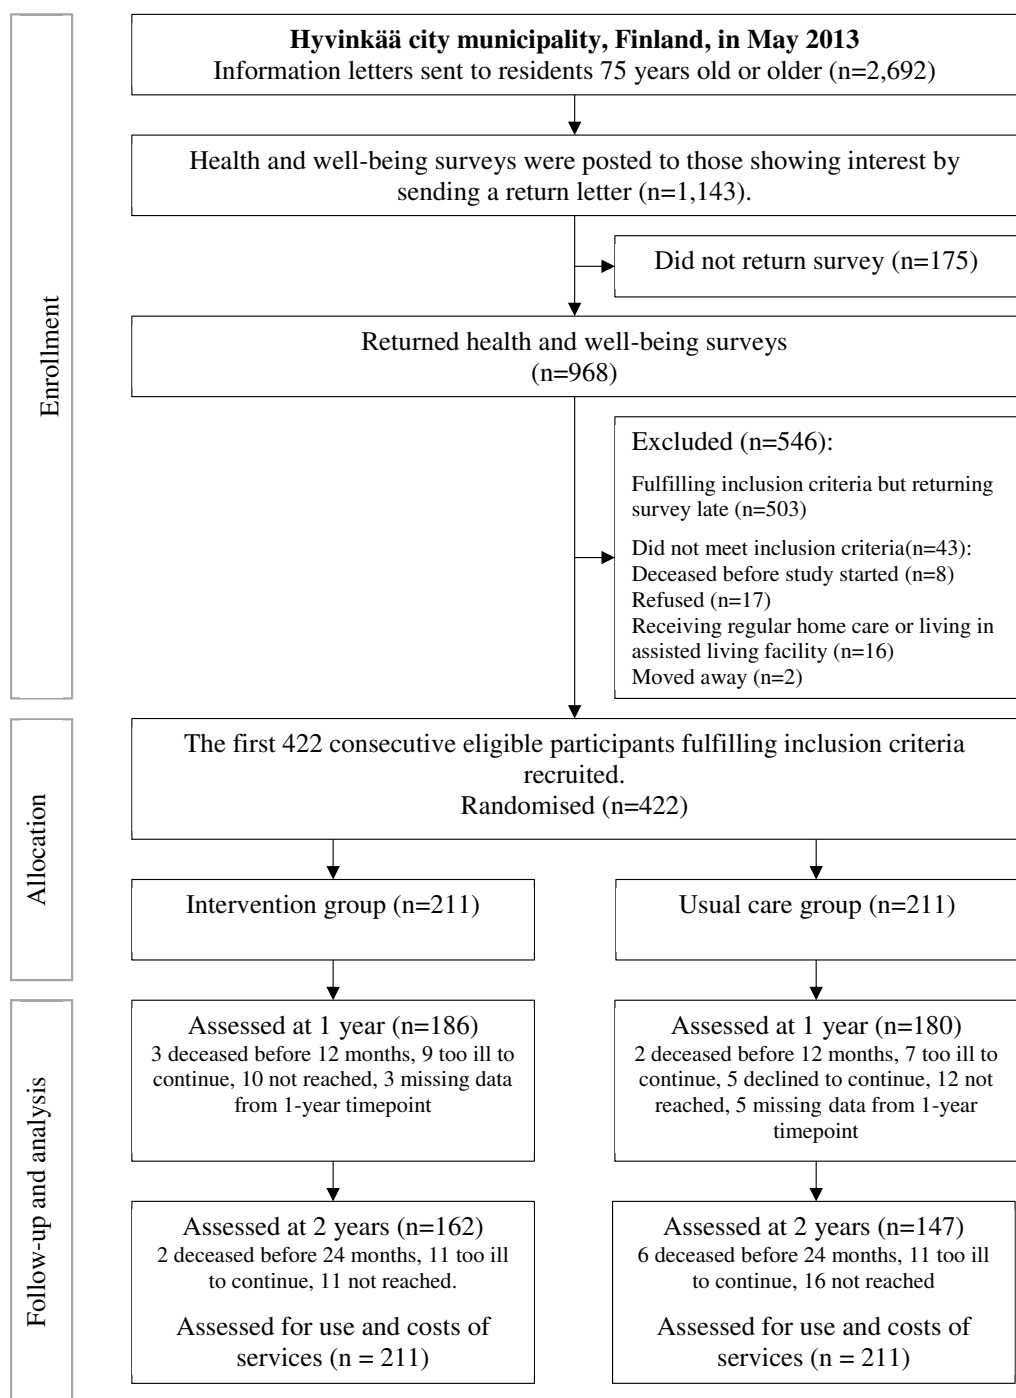 Hyvinkää city municipality, Finland, in May 2013
Information letters sent to residents 75 years old or older (n=2,692)
Health and well-being surveys were posted to those showing interest by
sending a return letter (n=1,143).
Did not return survey (n=175)
Returned health and well-being surveys
(n=968)
Enrollment
Excluded (n=546):
Fulfilling inclusion criteria but returning
survey late (n=503)
Did not meet inclusion criteria(n=43):
Deceased before study started (n=8)
Refused (n=17)
Receiving regular home care or living in
assisted living facility (n=16)
Moved away (n=2)
The first 422 consecutive eligible participants fulfilling inclusion criteria
recruited.
Randomised (n=422)
Allocation
Intervention group (n=211)
Usual care group (n=211)
Assessed at 1 year (n=186)
3 deceased before 12 months, 9 too ill to
continue, 10 not reached, 3 missing data
from 1-year timepoint
Assessed at 1 year (n=180)
2 deceased before 12 months, 7 too ill to
continue, 5 declined to continue, 12 not
reached, 5 missing data from 1-year
timepoint
Follow-up and analysis
Assessed at 2 years (n=162)
2 deceased before 24 months, 11 too ill
to continue, 11 not reached.
Assessed for use and costs of
services (n = 211)
Assessed at 2 years (n=147)
6 deceased before 24 months, 11 too ill
to continue, 16 not reached
Assessed for use and costs of
services (n = 211)